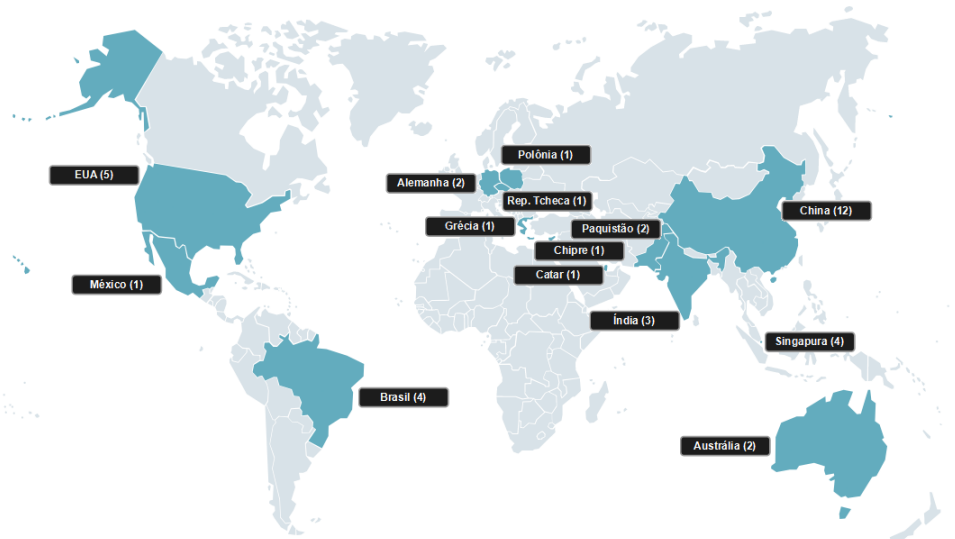 Polônia (1)
EUA (5)
Alemanha (2)
Rep. Tcheca (1)
China (12)
Grécia (1)
Paquistão (2)
Chipre (1)
Catar (1)
México (1)
Índia (3)
Singapura (4)
Brasil (4)
Austrália (2)